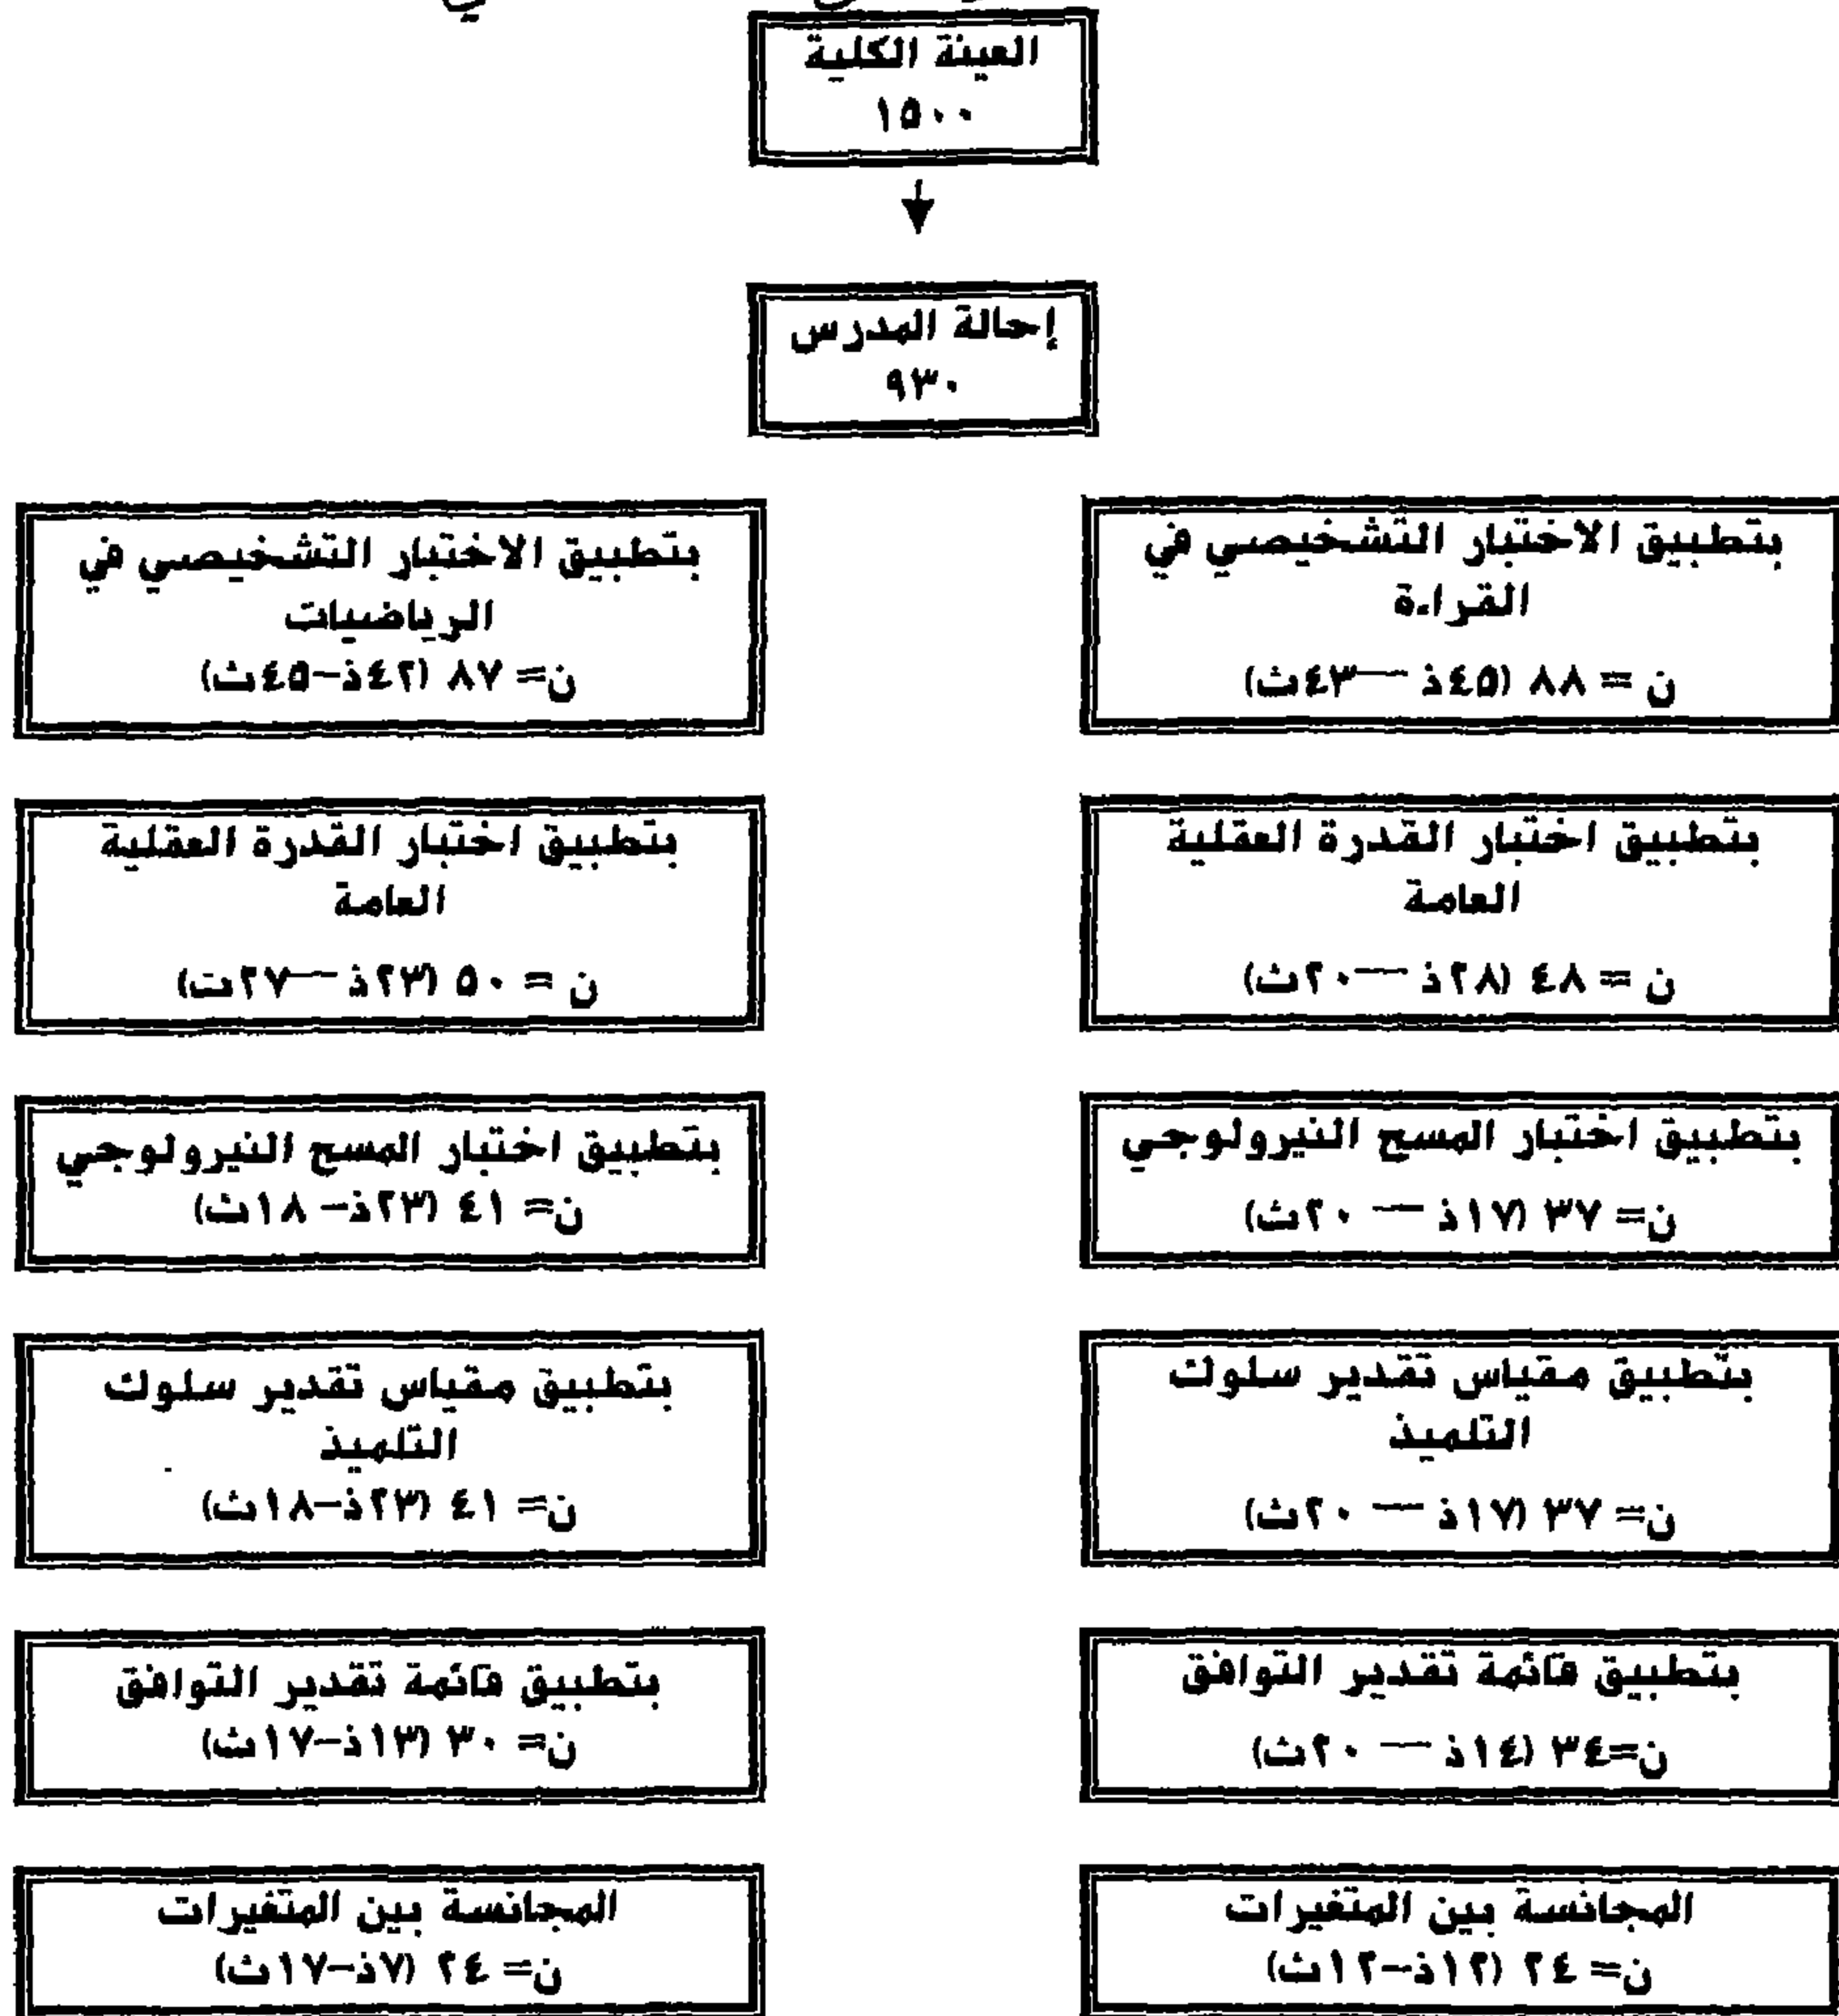 العينة الكلية
١٥٠٠
إحالة المدرس
٩٣٠
بتطبيق الاختبار التشخيصي في
القراءة
ن = ٨٨ (٤٥ذ — ٤٣ث)
بتطبيق الاختبار التشخيصي في
الرياضيات
ن= ٨٧ (٤٢ذ–٤٥ث)
بتطبيق اختبار القدرة العقلية
العامة
ن = ٤٨ (٢٨ذ — ٢٠ث)
بتطبيق اختبار القدرة العقلية
العامة
ن = ٥٠ (٢٣ذ — ٢٧ث)
بتطبيق اختبار المسح النيرولوجي
ن= ٣٧ (١٧ذ — ٢٠ث)
بتطبيق اختبار المسح النيرولوجي
ن= ٤١ (٢٣ذ– ١٨ث)
بتطبيق مقياس تقدير سلوك
التلميذ
ن= ٣٧ (١٧ذ — ٢٠ث)
بتطبيق مقياس تقدير سلوك
التلميذ
ن= ٤١ (٢٣ذ–١٨ث)
بتطبيق قائمة تقدير التوافق
ن=٣٤ (١٤ذ — ٢٠ث)
بتطبيق قائمة تقدير التوافق
ن= ٣٠ (١٣ذ–١٧ث)
المجانسة بين المتغيرات
ن= ٢٤ (١٢ذ–١٢ث)
المجانسة بين المتغيرات
ن= ٢٤ (٧ذ–١٧ث)